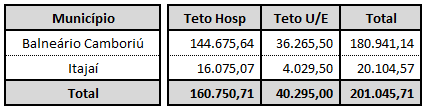 Município Teto Hosp Teto U/E Total
Balneário Camboriú 144.675,64 36.265,50 180.941,14
Itajaí 16.075,07 4.029,50 20.104,57
Total 160.750,71 40.295,00 201.045,71